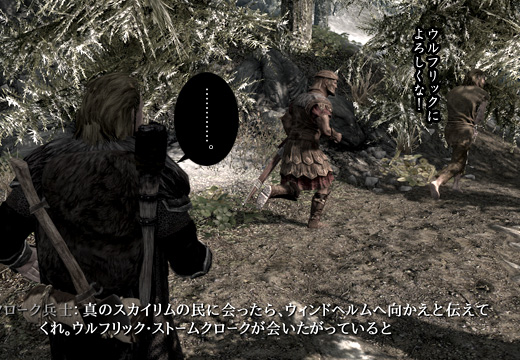 ウルフリックに
よろしくな！
………。
クローク兵士: 真のスカイリムの民に会ったら、ウィンドヘルムへ向かえと伝えて
くれ。ウルフリック・ストームクロークが会いたがっていると